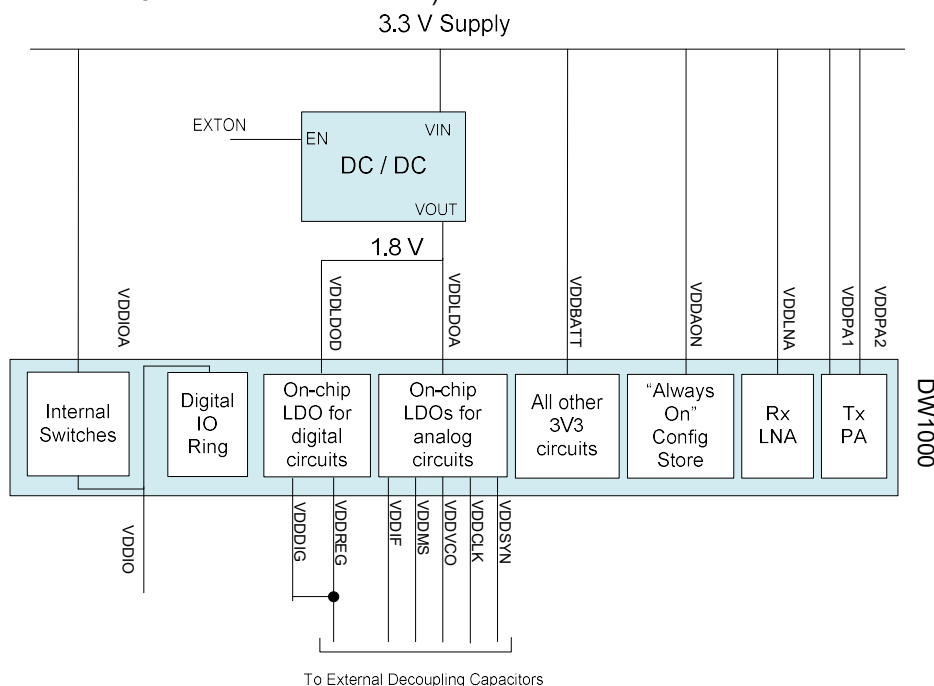 3.3 V Supply
EXTON
EN
VIN
DC / DC
VOUT
1.8 V
VDDIOA
VDDLDOD
VDDLDOA
VDDBATT
VDDAON
VDDLNA
VDDPA1
VDDPA2
Internal
Switches
Digital
IO
Ring
On-chip
LDO for
digital
circuits
On-chip
LDOs for
analog
circuits
All other
3V3
circuits
“Always
On”
Config
Store
Rx
LNA
Tx
PA
DW1000
VDDIO
VDDDIG
VDDREG
VDDIF
VDDMS
VDDVCO
VDDCLK
VDDSYN
To External Decoupling Capacitors